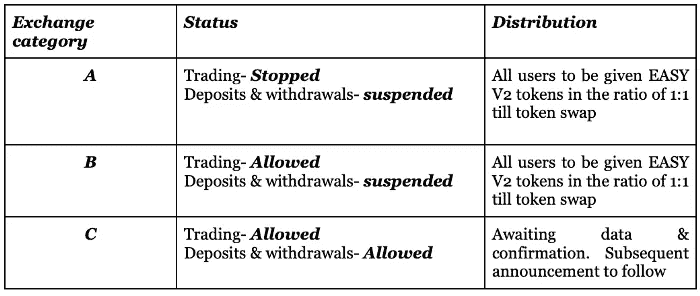 Exchange category
Status
Distribution
A
Trading- Stopped
Deposits & withdrawals- suspended
All users to be given EASY
V2 tokens in the ratio of 1:1
till token swap
B
Trading- Allowed
Deposits & withdrawals- suspended
All users to be given EASY
V2 tokens in the ratio of 1:1
till token swap
C
Trading- Allowed
Deposits & withdrawals- Allowed
Awaiting data &
confirmation. Subsequent
announcement to follow